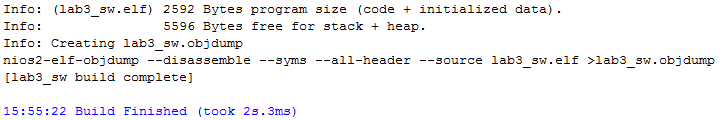 Info: (lab3_sw.elf) 2592 Bytes program size (code + initialized data).
Info:               5596 Bytes free for stack + heap.
Info: Creating lab3_sw.objdump
nios2-elf-objdump --disassemble --syms --all-header --source lab3_sw.elf >lab3_sw.objdump
[lab3_sw build complete]
15:55:22 Build Finished (took 2s.3ms)